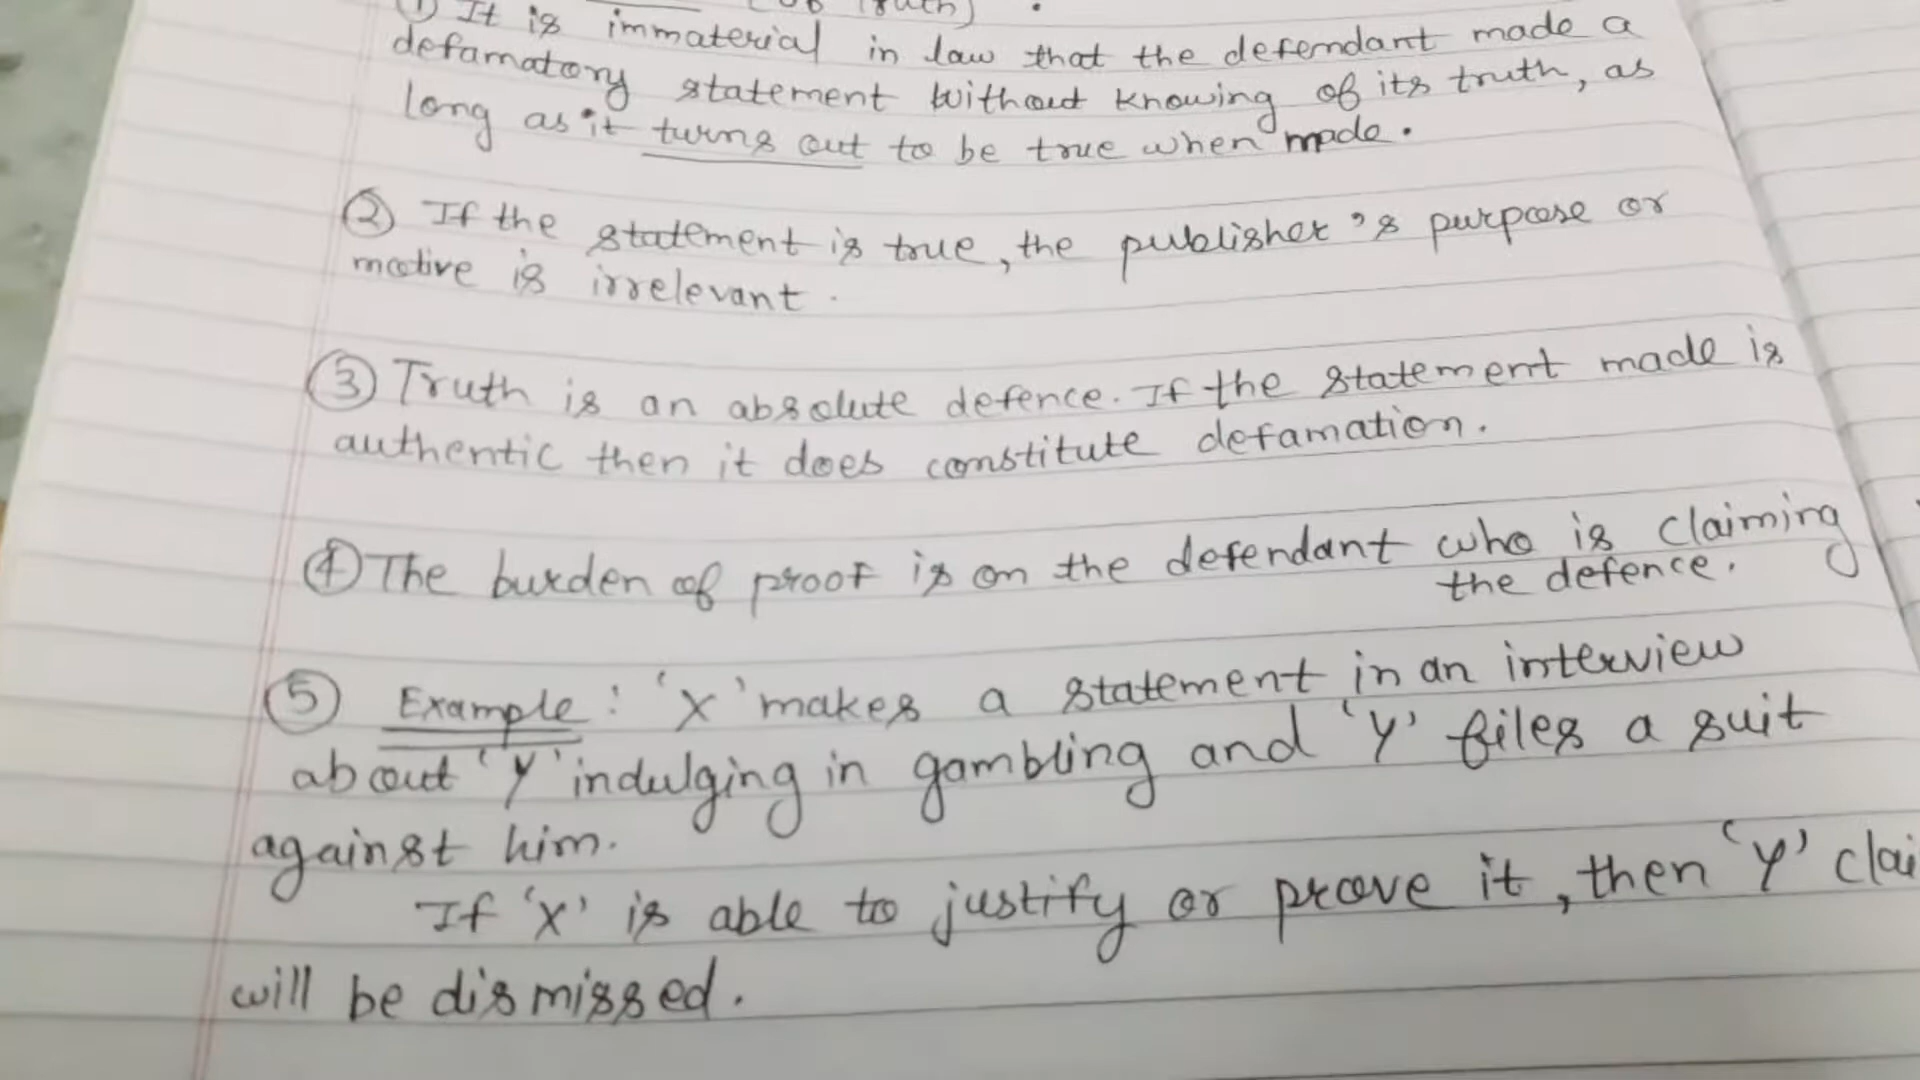 ① It is immaterial in law that the defendant made a
defamatory statement without knowing of its truth, as
long as it turns out to be true when made.
② If the statement is true, the publisher's purpose or
motive is irrelevant.
③ Truth is an absolute defence. If the statement made is
authentic then it does constitute defamation.
④ The burden of proof is on the defendant who is claiming
the defence.
⑤ Example: 'X' makes a statement in an interview
about 'Y' indulging in gambling and 'Y' files a suit
against him.
If 'X' is able to justify or prove it, then 'Y' clai
will be dismissed.